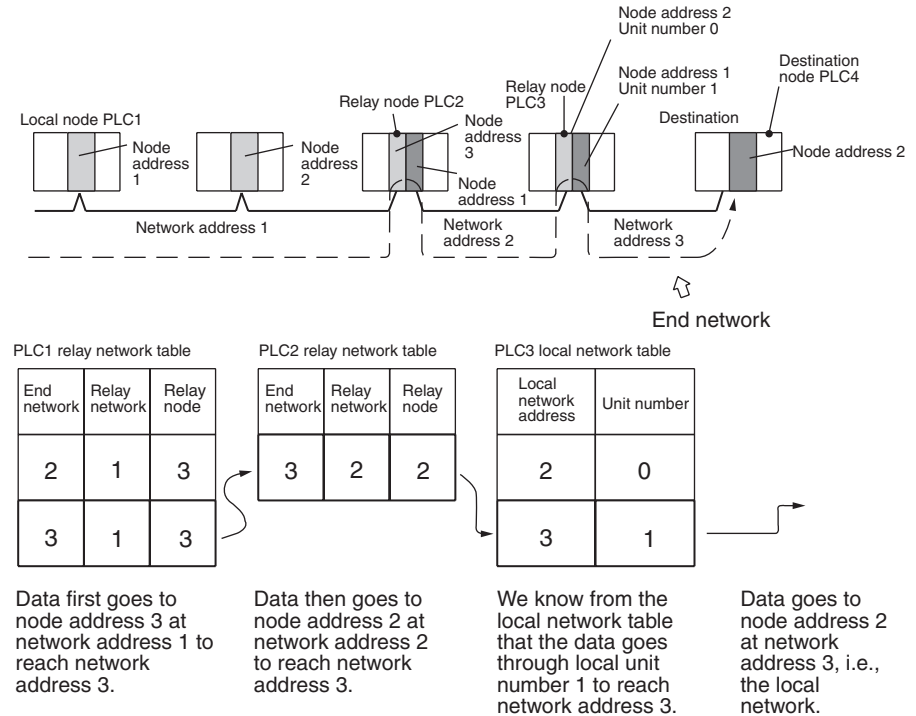 Node address 2
Unit number 0
Destination
node PLC4
Node address 1
Unit number 1
Relay node
PLC3
Relay node PLC2
Local node PLC1
Destination
Node
address
1
Node
address
2
Node
address
3
Node
address 1
Node address 2
Network address 1
Network
address 2
Network
address 3
End network
PLC1 relay network table
End
network
Relay
network
Relay
node
2 1 3
3 1 3
PLC2 relay network table
End
network
Relay
network
Relay
node
3 2 2
PLC3 local network table
Local
network
address
Unit number
2 0
3 1
Data first goes to
node address 3 at
network address 1 to
reach network
address 3.
Data then goes to
node address 2 at
network address 2
to reach network
address 3.
We know from the
local network table
that the data goes
through local unit
number 1 to reach
network address 3.
Data goes to
node address 2
at network
address 3, i.e.,
the local
network.